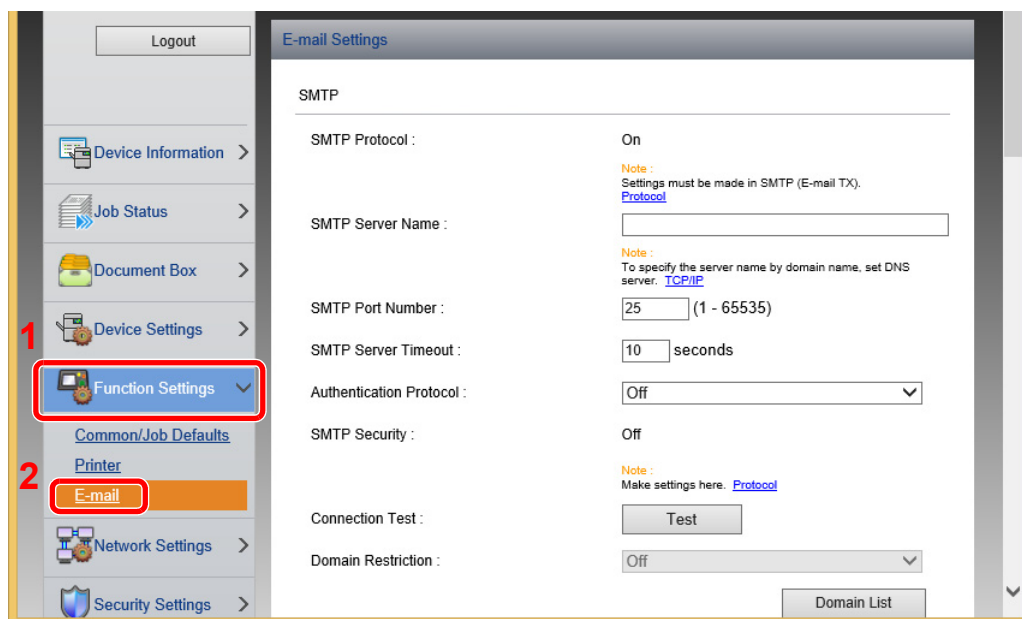 Logout
Device Information
Job Status
Document Box
1
Device Settings
Function Settings
Common/Job Defaults
2
Printer
E-mail
Network Settings
Security Settings
E-mail Settings
SMTP
SMTP Protocol : On
Note :
Settings must be made in SMTP (E-mail TX).
Protocol
SMTP Server Name :
Note :
To specify the server name by domain name, set DNS
server. TCP/IP
SMTP Port Number : 25 (1 - 65535)
SMTP Server Timeout : 10 seconds
Authentication Protocol : Off
SMTP Security : Off
Note :
Make settings here. Protocol
Connection Test : Test
Domain Restriction : Off
Domain List